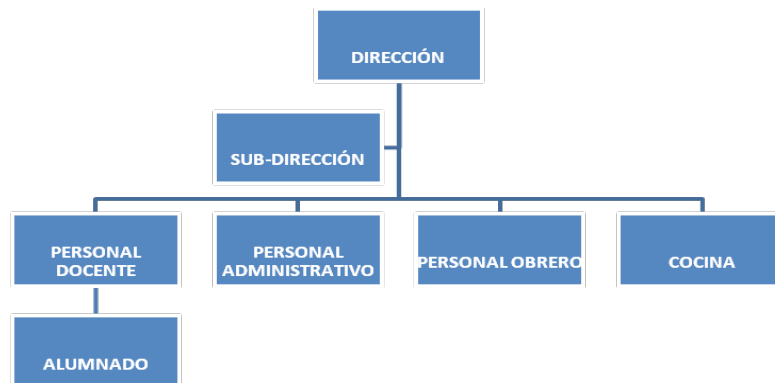 DIRECCIÓN
SUB-DIRECCIÓN
PERSONAL
DOCENTE
PERSONAL
ADMINISTRATIVO
PERSONAL OBRERO
COCINA
ALUMNADO